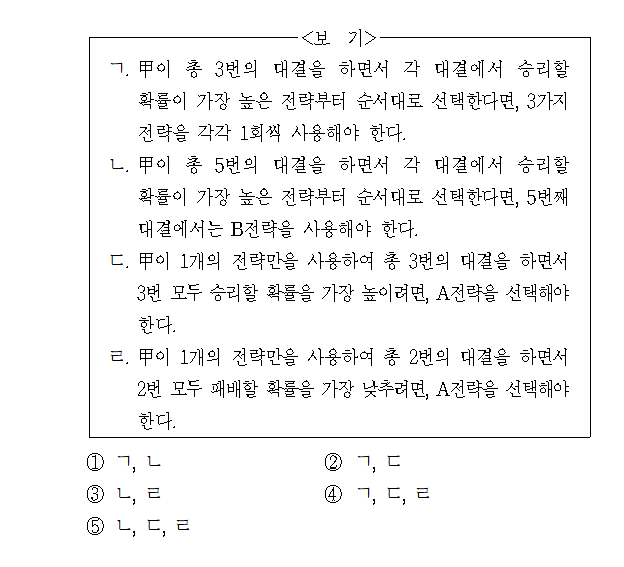 <보 기>
ㄱ. 甲이 총 3번의 대결을 하면서 각 대결에서 승리할
확률이 가장 높은 전략부터 순서대로 선택한다면, 3가지
전략을 각각 1회씩 사용해야 한다.
ㄴ. 甲이 총 5번의 대결을 하면서 각 대결에서 승리할
확률이 가장 높은 전략부터 순서대로 선택한다면, 5번째
대결에서는 B전략을 사용해야 한다.
ㄷ. 甲이 1개의 전략만을 사용하여 총 3번의 대결을 하면서
3번 모두 승리할 확률을 가장 높이려면, A전략을 선택해야
한다.
ㄹ. 甲이 1개의 전략만을 사용하여 총 2번의 대결을 하면서
2번 모두 패배할 확률을 가장 낮추려면, A전략을 선택해야
한다.
① ㄱ, ㄴ ② ㄱ, ㄷ
③ ㄴ, ㄹ ④ ㄱ, ㄷ, ㄹ
⑤ ㄴ, ㄷ, ㄹ